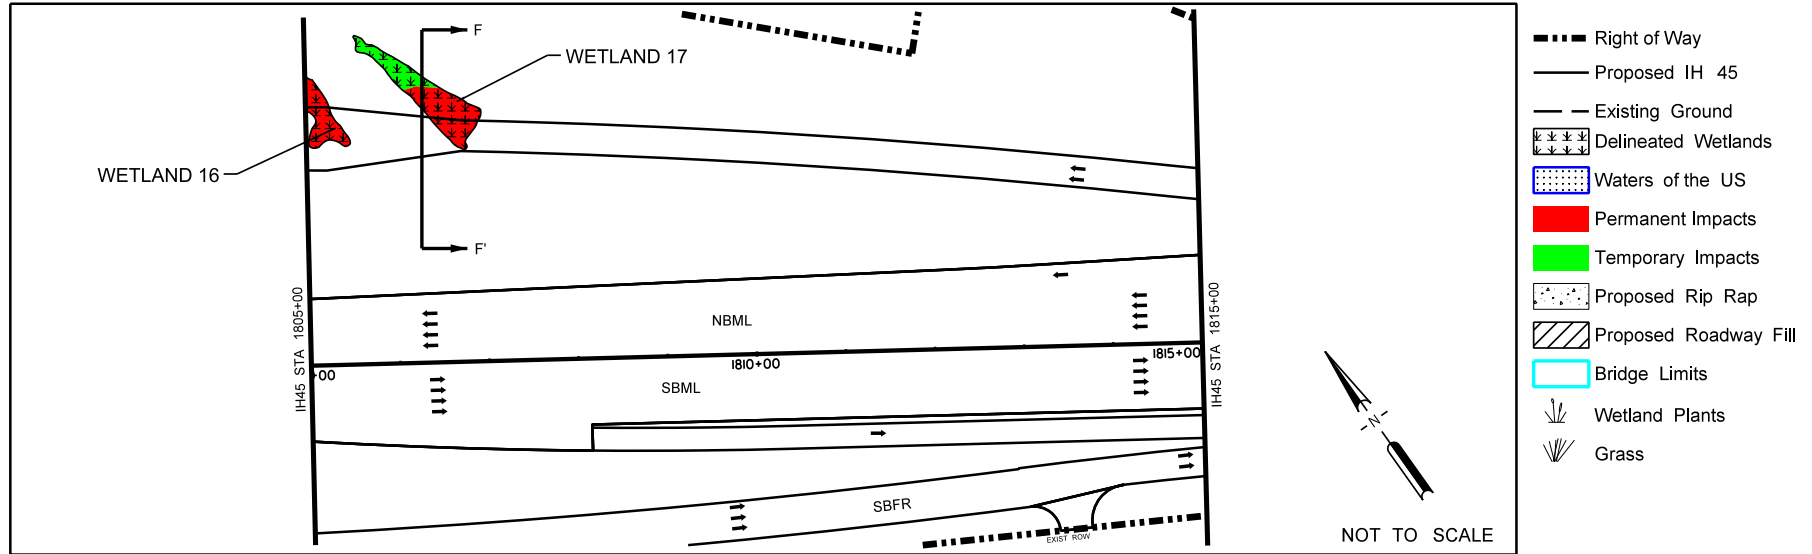 F
WETLAND 17
WETLAND 16
F'
IH45 STA 1805+00
NBML
+00
1810+00
1815+00
SBML
IH45 STA 1815+00
SBFR
EXIST ROW
N
NOT TO SCALE
Right of Way
Proposed IH 45
Existing Ground
Delineated Wetlands
Waters of the US
Permanent Impacts
Temporary Impacts
Proposed Rip Rap
Proposed Roadway Fill
Bridge Limits
Wetland Plants
Grass